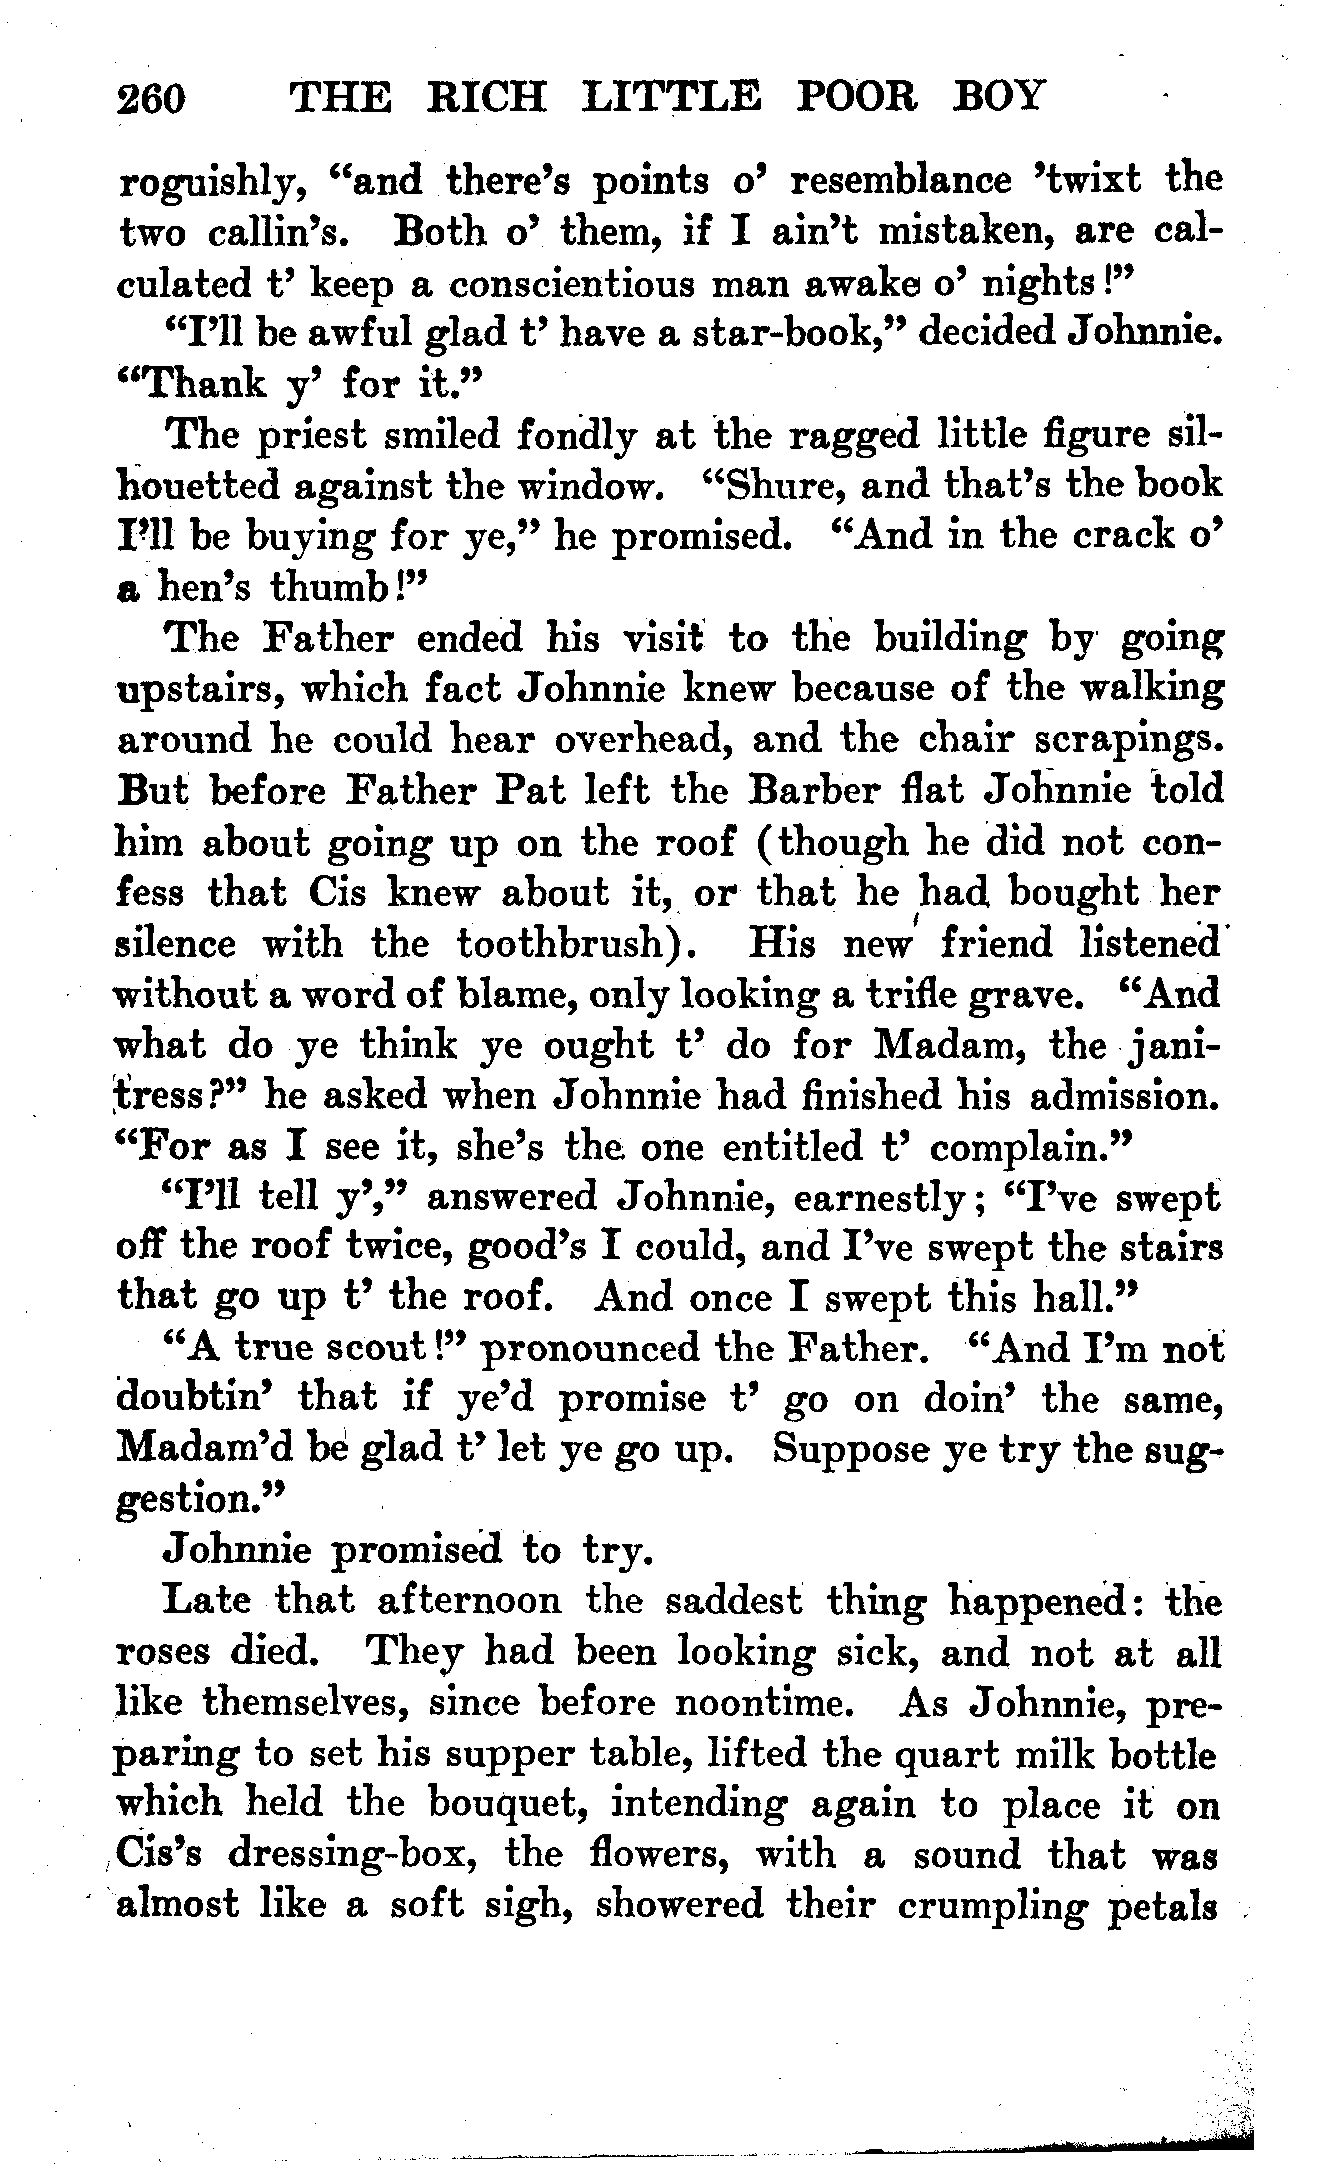 260 THE RICH LITTLE POOR BOY
roguishly, “and there’s points o’ resemblance ’twixt the
two callin’s. Both o’ them, if I ain’t mistaken, are cal-
culated t’ keep a conscientious man awake o’ nights!”
“I’ll be awful glad t’ have a star-book,” decided Johnnie.
“Thank y’ for it.”
The priest smiled fondly at the ragged little figure sil-
houetted against the window. “Shure, and that’s the book
I’ll be buying for ye,” he promised. “And in the crack o’
a hen’s thumb!”
The Father ended his visit to the building by going
upstairs, which fact Johnnie knew because of the walking
around he could hear overhead, and the chair scrapings.
But before Father Pat left the Barber flat Johnnie told
him about going up on the roof (though he did not con-
fess that Cis knew about it, or that he had bought her
silence with the toothbrush). His new friend listened
without a word of blame, only looking a trifle grave. “And
what do ye think ye ought t’ do for Madam, the jani-
tress?” he asked when Johnnie had finished his admission.
“For as I see it, she’s the one entitled t’ complain.”
“I’ll tell y’,” answered Johnnie, earnestly; “I’ve swept
off the roof twice, good’s I could, and I’ve swept the stairs
that go up t’ the roof. And once I swept this hall.”
“A true scout!” pronounced the Father. “And I’m not
doubtin’ that if ye’d promise t’ go on doin’ the same,
Madam’d be glad t’ let ye go up. Suppose ye try the sug-
gestion.”
Johnnie promised to try.
Late that afternoon the saddest thing happened: the
roses died. They had been looking sick, and not at all
like themselves, since before noontime. As Johnnie, pre-
paring to set his supper table, lifted the quart milk bottle
which held the bouquet, intending again to place it on
Cis’s dressing-box, the flowers, with a sound that was
almost like a soft sigh, showered their crumpling petals